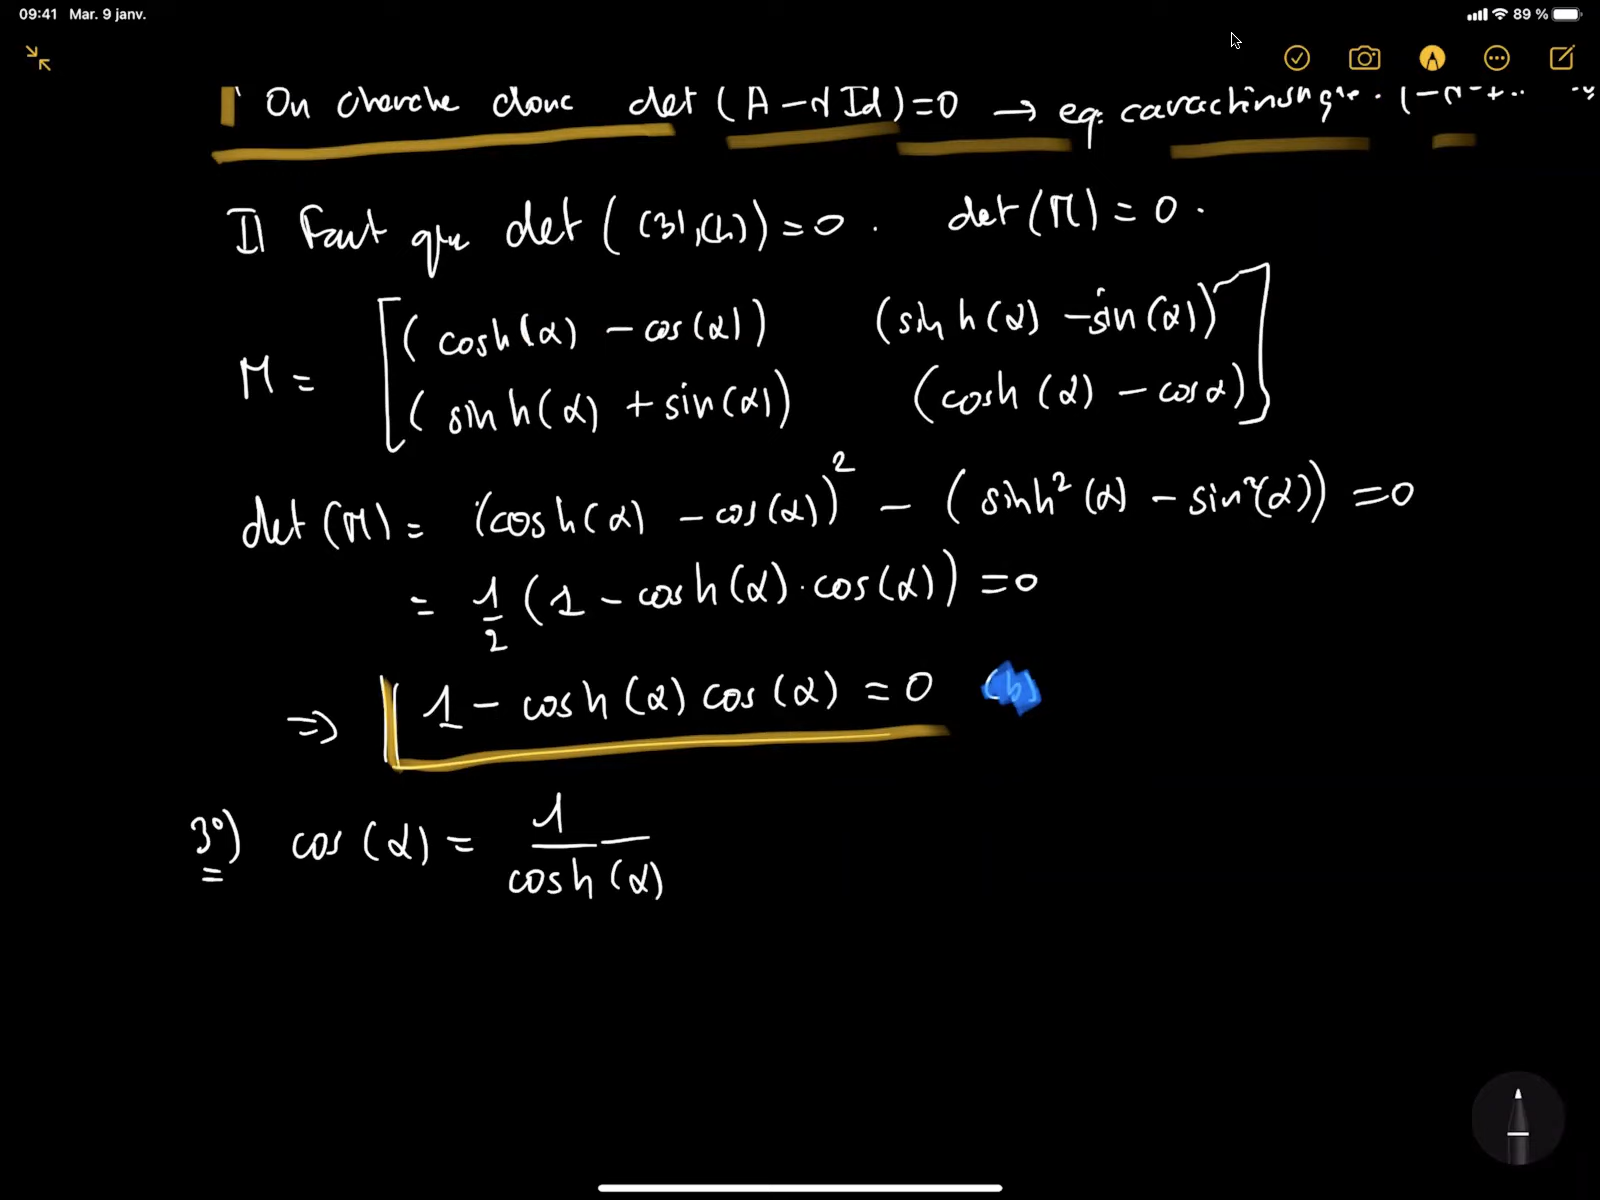 09:41 Mar. 9 janv. 89 %
On cherche donc det (A - λ Id) = 0 → eq. caractéristique.
Il Faut que det ( (3), (4) ) = 0 . det (M) = 0 .
(cosh(α) - cos(α)) (sinh(α) - sin(α))
M =
(sinh(α) + sin(α)) (cosh(α) - cosα)
det (M) = (cosh(α) - cos(α))² - (sinh²(α) - sin²(α)) = 0
= 1/2 (1 - cosh(α) · cos(α)) = 0
⇒ 1 - cosh(α) cos(α) = 0 (b)
3°) cos(α) = 1/cosh(α)